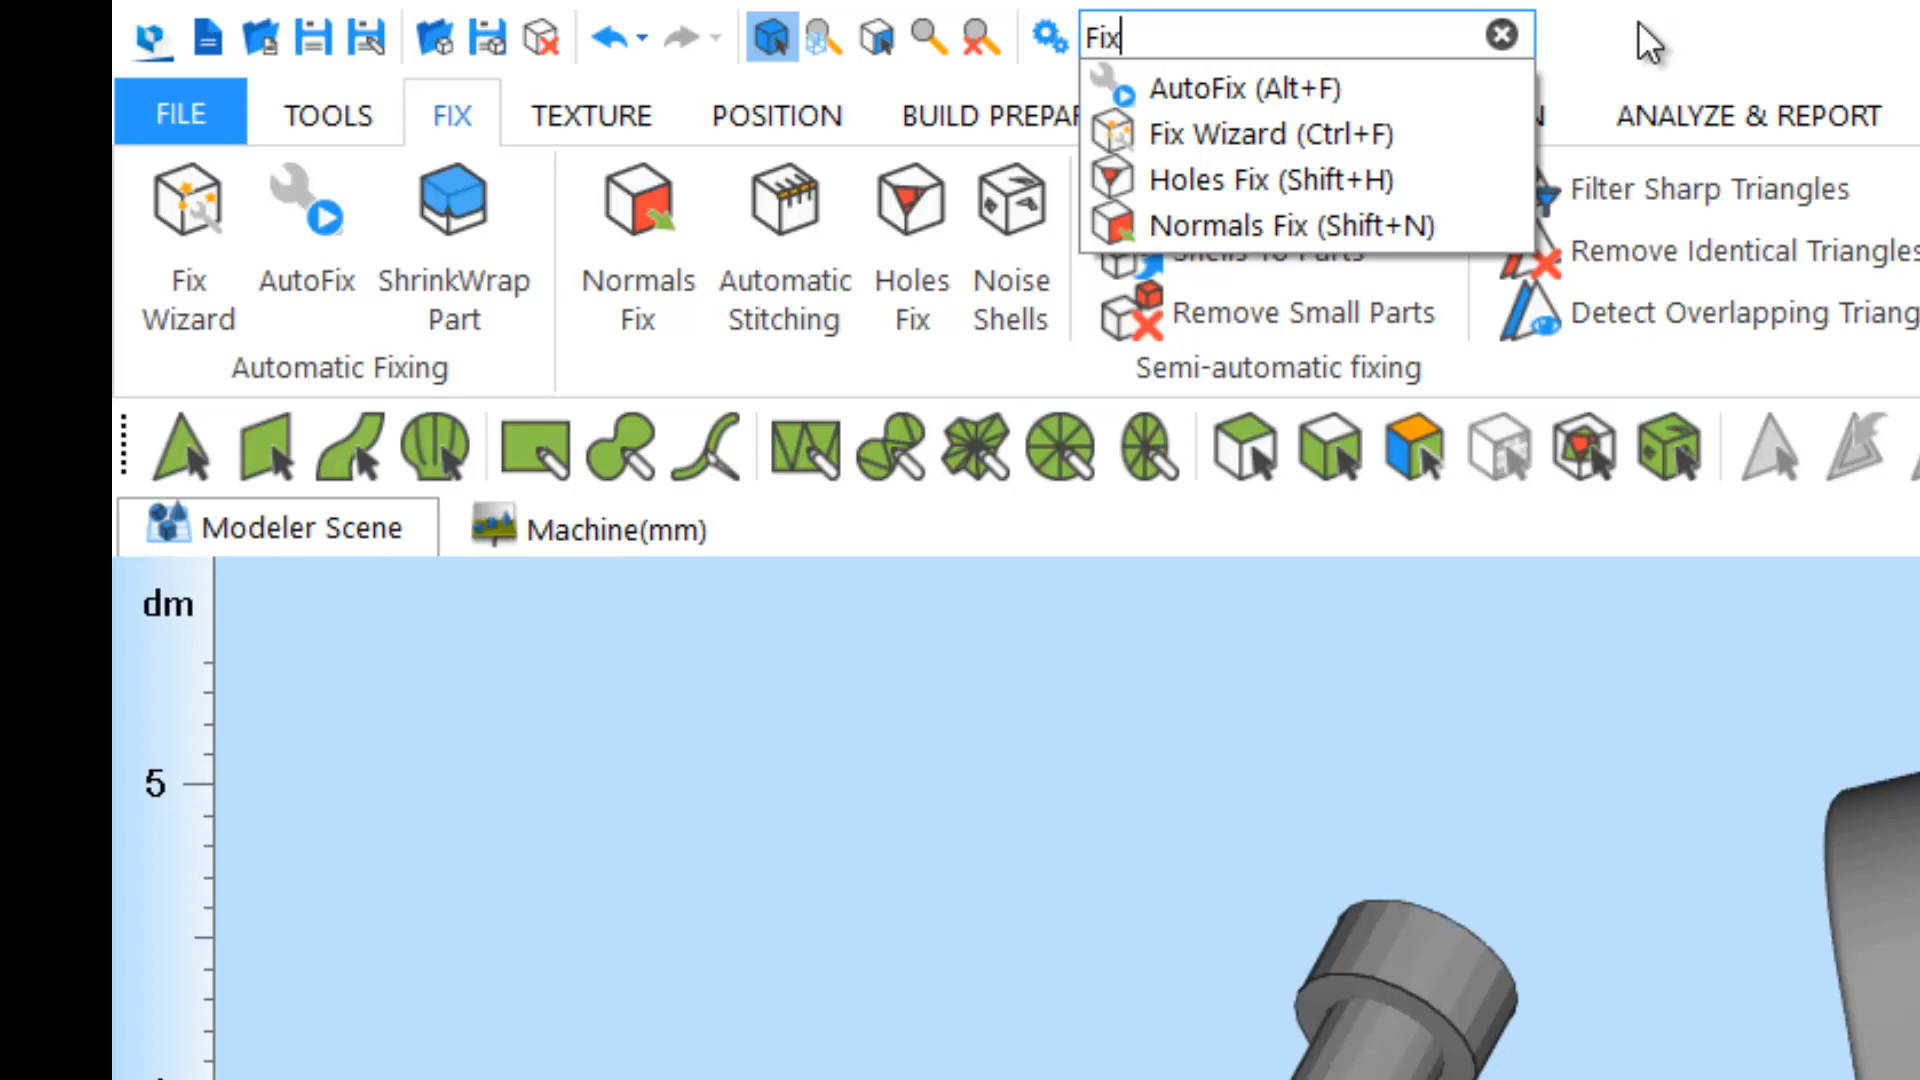 Fix
AutoFix (Alt+F)
Fix Wizard (Ctrl+F)
Holes Fix (Shift+H)
Normals Fix (Shift+N)
FILE
TOOLS
FIX
TEXTURE
POSITION
BUILD PREPAR
N
ANALYZE & REPORT
Fix
Wizard
AutoFix
ShrinkWrap
Part
Automatic Fixing
Normals
Fix
Automatic
Stitching
Holes
Fix
Noise
Shells
Shells To Parts
Remove Small Parts
Semi-automatic fixing
Filter Sharp Triangles
Remove Identical Triangles
Detect Overlapping Triang
Modeler Scene
Machine(mm)
dm
5